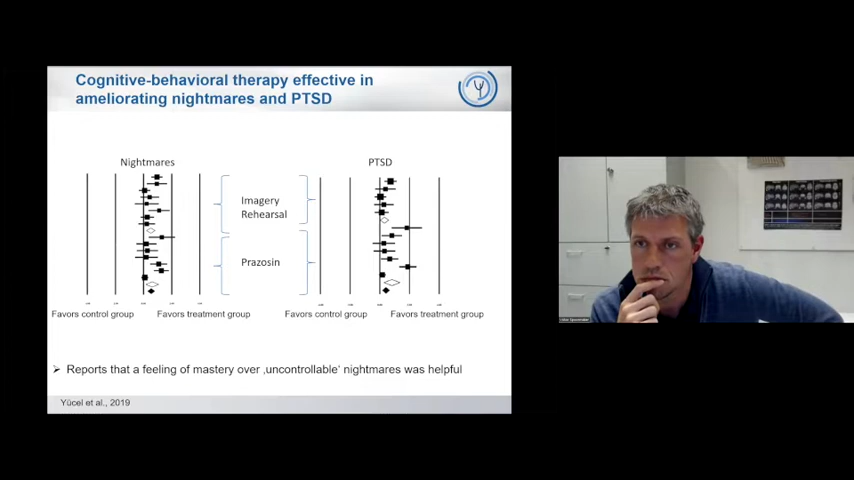 Cognitive-behavioral therapy effective in
ameliorating nightmares and PTSD
Nightmares
PTSD
Imagery
Rehearsal
Prazosin
Favors control group
Favors treatment group
Favors control group
Favors treatment group
➢ Reports that a feeling of mastery over ‚uncontrollable' nightmares was helpful
Yücel et al., 2019